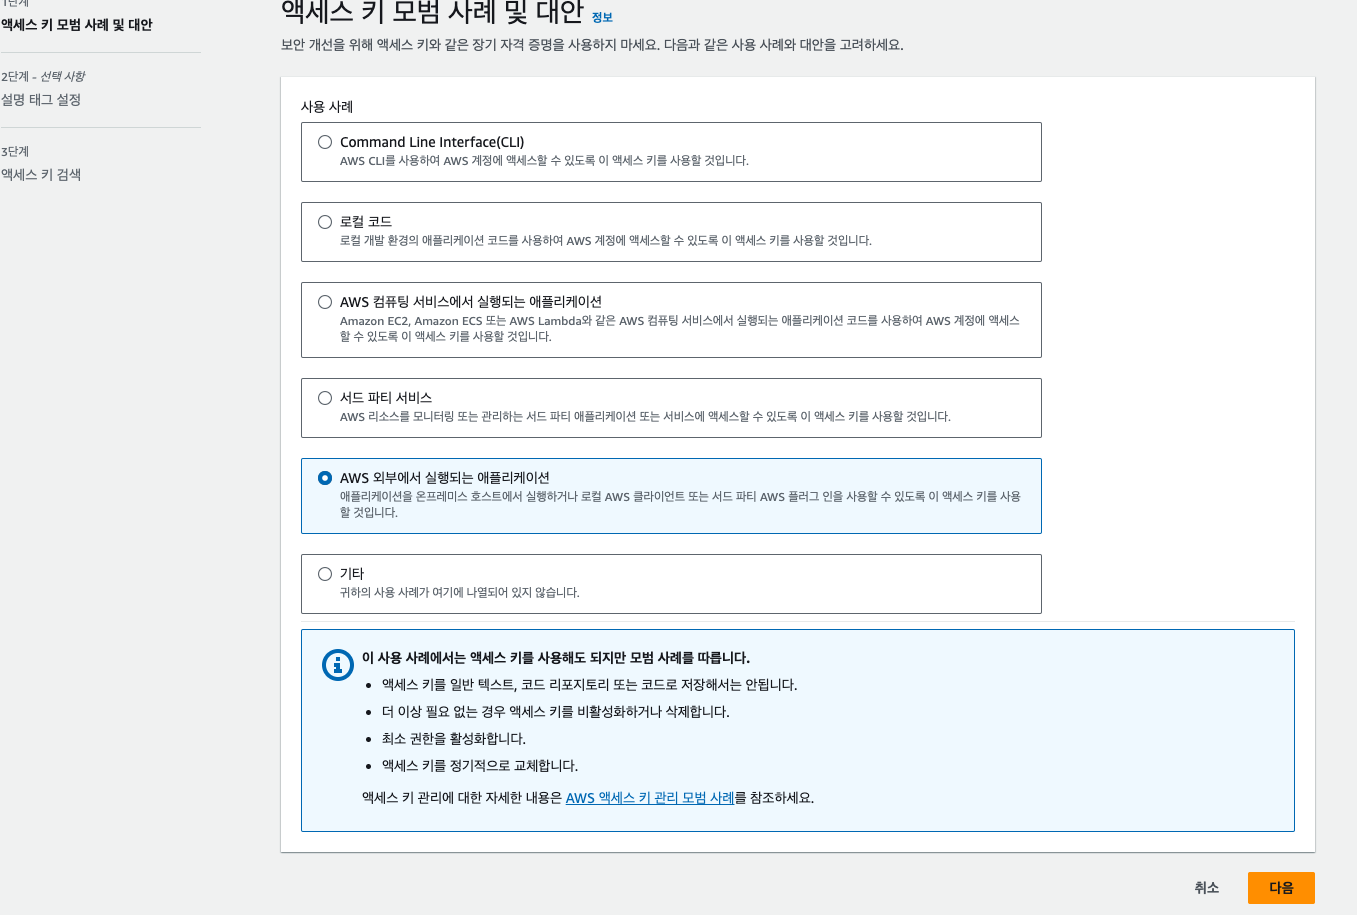 1단계
액세스 키 모범 사례 및 대안
2단계 - 선택 사항
설명 태그 설정
3단계
액세스 키 검색
액세스 키 모범 사례 및 대안 정보
보안 개선을 위해 액세스 키와 같은 장기 자격 증명을 사용하지 마세요. 다음과 같은 사용 사례와 대안을 고려하세요.
사용 사례
Command Line Interface(CLI)
AWS CLI를 사용하여 AWS 계정에 액세스할 수 있도록 이 액세스 키를 사용할 것입니다.
로컬 코드
로컬 개발 환경의 애플리케이션 코드를 사용하여 AWS 계정에 액세스할 수 있도록 이 액세스 키를 사용할 것입니다.
AWS 컴퓨팅 서비스에서 실행되는 애플리케이션
Amazon EC2, Amazon ECS 또는 AWS Lambda와 같은 AWS 컴퓨팅 서비스에서 실행되는 애플리케이션 코드를 사용하여 AWS 계정에 액세스
할 수 있도록 이 액세스 키를 사용할 것입니다.
서드 파티 서비스
AWS 리소스를 모니터링 또는 관리하는 서드 파티 애플리케이션 또는 서비스에 액세스할 수 있도록 이 액세스 키를 사용할 것입니다.
AWS 외부에서 실행되는 애플리케이션
애플리케이션을 온프레미스 호스트에서 실행하거나 로컬 AWS 클라이언트 또는 서드 파티 AWS 플러그 인을 사용할 수 있도록 이 액세스 키를 사용
할 것입니다.
기타
귀하의 사용 사례가 여기에 나열되어 있지 않습니다.
이 사용 사례에서는 액세스 키를 사용해도 되지만 모범 사례를 따릅니다.
• 액세스 키를 일반 텍스트, 코드 리포지토리 또는 코드로 저장해서는 안됩니다.
• 더 이상 필요 없는 경우 액세스 키를 비활성화하거나 삭제합니다.
• 최소 권한을 활성화합니다.
• 액세스 키를 정기적으로 교체합니다.
액세스 키 관리에 대한 자세한 내용은 AWS 액세스 키 관리 모범 사례를 참조하세요.
취소
다음